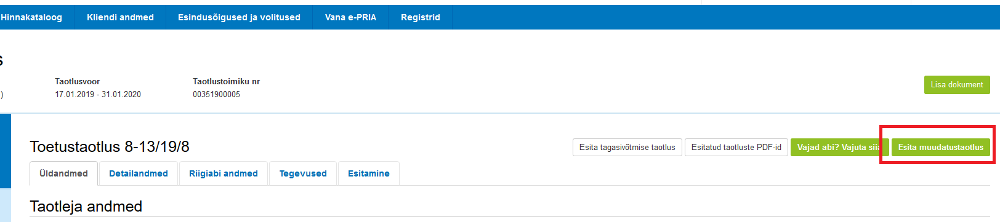 Hinnakataloog Kliendi andmed Esindusõigused ja volitused Vana e-PRIA Registrid
s
Taotlusvoor Taotlustoimiku nr
) 17.01.2019 - 31.01.2020 00351900005
Lisa dokument
Toetustaotlus 8-13/19/8
Esita tagasivõtmise taotlus Esitatud taotluste PDF-id Vajad abi? Vajuta siia Esita muudatustaotlus
Üldandmed Detailandmed Riigiabi andmed Tegevused Esitamine
Taotleja andmed